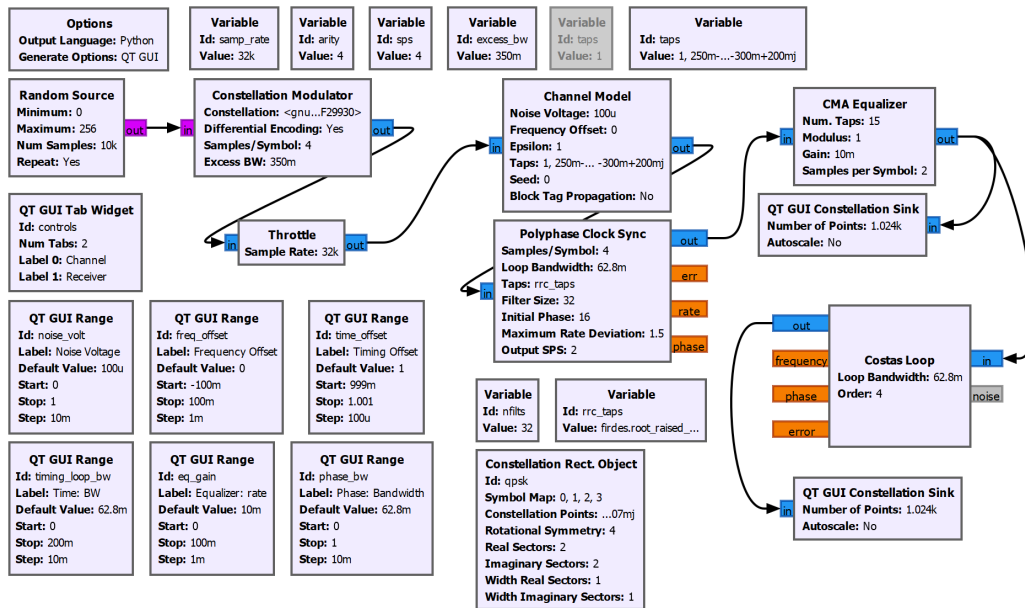 Options
Output Language: Python
Generate Options: QT GUI
Variable
Id: samp_rate
Value: 32k
Variable
Id: arity
Value: 4
Variable
Id: sps
Value: 4
Variable
Id: excess_bw
Value: 350m
Variable
Id: taps
Value: 1
Variable
Id: taps
Value: 1, 250m-...-300m+200mj
Random Source
Minimum: 0
Maximum: 256
Num Samples: 10k
Repeat: Yes
out
in
Constellation Modulator
Constellation: <gnu...F29930>
Differential Encoding: Yes
Samples/Symbol: 4
Excess BW: 350m
out
in
Channel Model
Noise Voltage: 100u
Frequency Offset: 0
Epsilon: 1
Taps: 1, 250m-... -300m+200mj
Seed: 0
Block Tag Propagation: No
out
in
CMA Equalizer
Num. Taps: 15
Modulus: 1
Gain: 10m
Samples per Symbol: 2
out
QT GUI Tab Widget
Id: controls
Num Tabs: 2
Label 0: Channel
Label 1: Receiver
in
Throttle
Sample Rate: 32k
out
in
Polyphase Clock Sync
Samples/Symbol: 4
Loop Bandwidth: 62.8m
Taps: rrc_taps
Filter Size: 32
Initial Phase: 16
Maximum Rate Deviation: 1.5
Output SPS: 2
out
err
rate
phase
QT GUI Constellation Sink
Number of Points: 1.024k
Autoscale: No
in
QT GUI Range
Id: noise_volt
Label: Noise Voltage
Default Value: 100u
Start: 0
Stop: 1
Step: 10m
QT GUI Range
Id: freq_offset
Label: Frequency Offset
Default Value: 0
Start: -100m
Stop: 100m
Step: 1m
QT GUI Range
Id: time_offset
Label: Timing Offset
Default Value: 1
Start: 999m
Stop: 1.001
Step: 100u
out
frequency
phase
error
Costas Loop
Loop Bandwidth: 62.8m
Order: 4
in
noise
Variable
Id: nfilts
Value: 32
Variable
Id: rrc_taps
Value: firdes.root_raised_...
QT GUI Range
Id: timing_loop_bw
Label: Time: BW
Default Value: 62.8m
Start: 0
Stop: 200m
Step: 10m
QT GUI Range
Id: eq_gain
Label: Equalizer: rate
Default Value: 10m
Start: 0
Stop: 100m
Step: 1m
QT GUI Range
Id: phase_bw
Label: Phase: Bandwidth
Default Value: 62.8m
Start: 0
Stop: 1
Step: 10m
Constellation Rect. Object
Id: qpsk
Symbol Map: 0, 1, 2, 3
Constellation Points: ...07mj
Rotational Symmetry: 4
Real Sectors: 2
Imaginary Sectors: 2
Width Real Sectors: 1
Width Imaginary Sectors: 1
in
QT GUI Constellation Sink
Number of Points: 1.024k
Autoscale: No